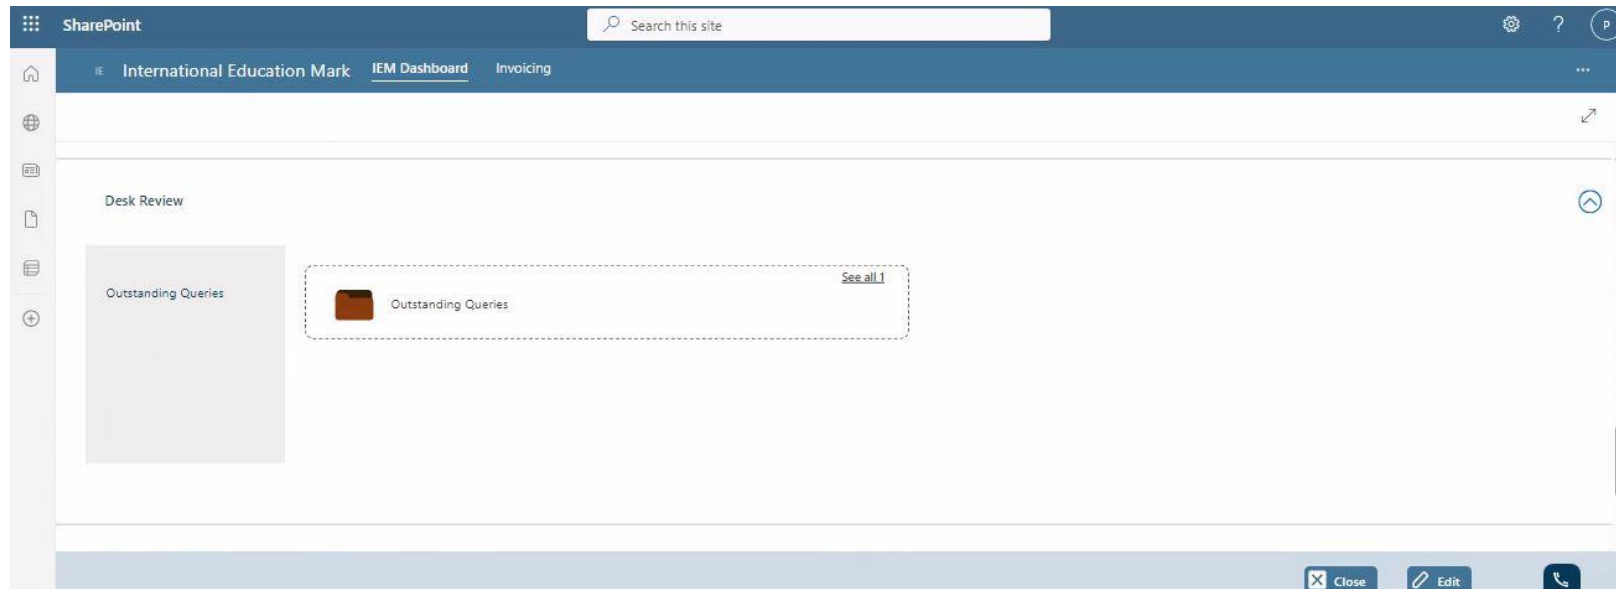 SharePoint
Search this site
?
P
IE
International Education Mark
IEM Dashboard
Invoicing
...
Desk Review
Outstanding Queries
See all 1
Outstanding Queries
Close
Edit